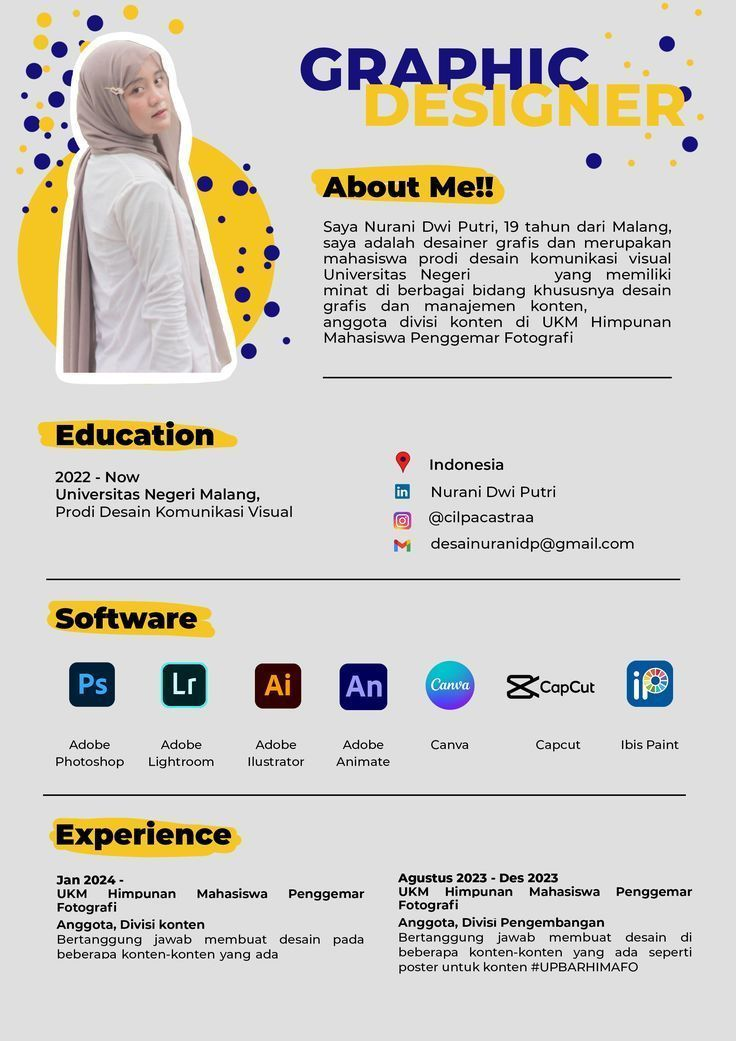 GRAPHIC
DESIGNER
About Me!!
Saya Nurani Dwi Putri, 19 tahun dari Malang,
saya adalah desainer grafis dan merupakan
mahasiswa prodi desain komunikasi visual
Universitas Negeri yang memiliki
minat di berbagai bidang khususnya desain
grafis dan manajemen konten,
anggota divisi konten di UKM Himpunan
Mahasiswa Penggemar Fotografi
Education
2022 - Now
Universitas Negeri Malang,
Prodi Desain Komunikasi Visual
Indonesia
in Nurani Dwi Putri
@cilpacastraa
desainuranidp@gmail.com
Software
Ps
Lr
Ai
An
Canva
CapCut
iP
Adobe
Photoshop
Adobe
Lightroom
Adobe
Ilustrator
Adobe
Animate
Canva
Capcut
Ibis Paint
Experience
Jan 2024 -
UKM Himpunan Mahasiswa Penggemar
Fotografi
Anggota, Divisi konten
Bertanggung jawab membuat desain pada
beberapa konten-konten yang ada
Agustus 2023 - Des 2023
UKM Himpunan Mahasiswa Penggemar
Fotografi
Anggota, Divisi Pengembangan
Bertanggung jawab membuat desain di
beberapa konten-konten yang ada seperti
poster untuk konten #UPBARHIMAFO